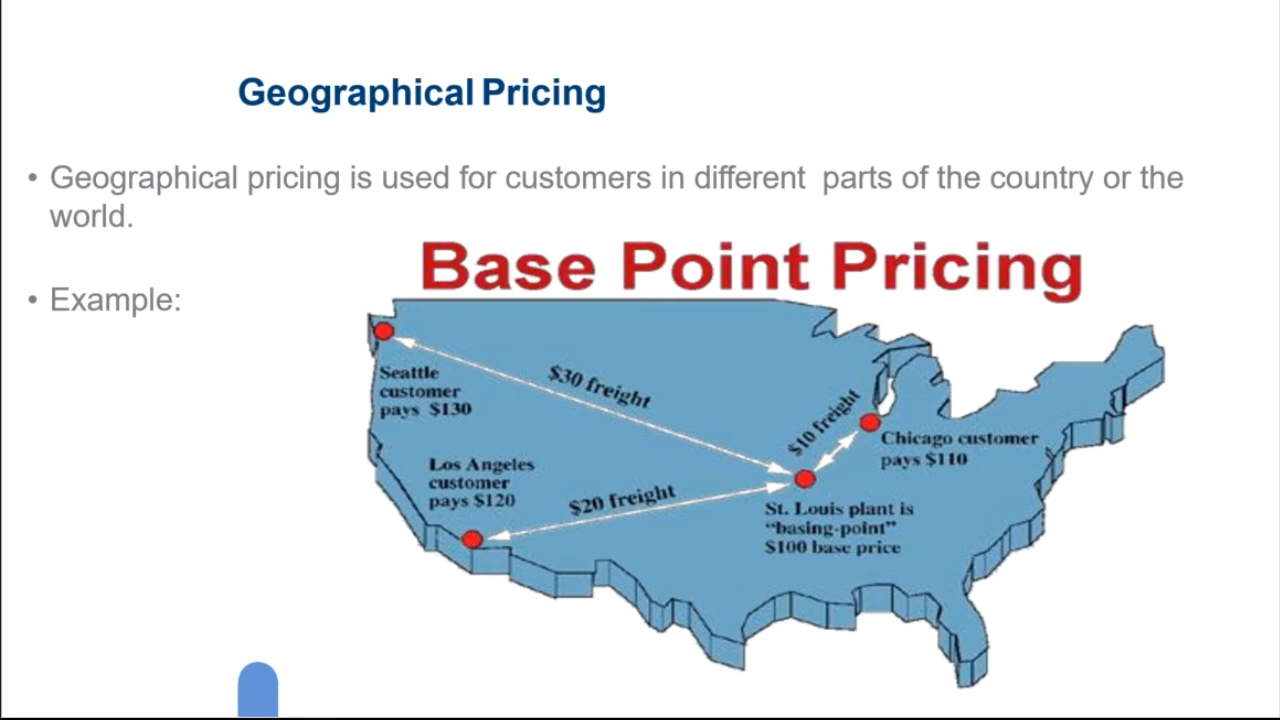 Geographical Pricing
• Geographical pricing is used for customers in different parts of the country or the
world.
• Example:
Base Point Pricing
Seattle
customer
pays $130
$30 freight
$10 freight
Chicago customer
pays $110
Los Angeles
customer
pays $120
$20 freight
St. Louis plant is
“basing-point”
$100 base price